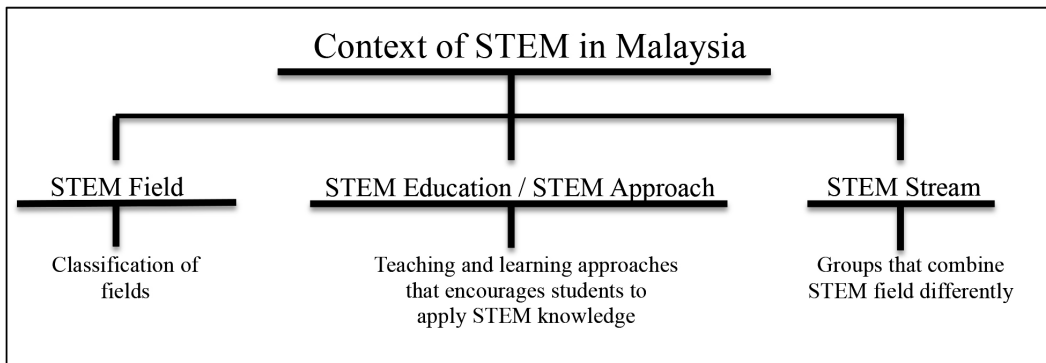 Context of STEM in Malaysia
STEM Field
STEM Education / STEM Approach
STEM Stream
Classification of
fields
Teaching and learning approaches
that encourages students to
apply STEM knowledge
Groups that combine
STEM field differently